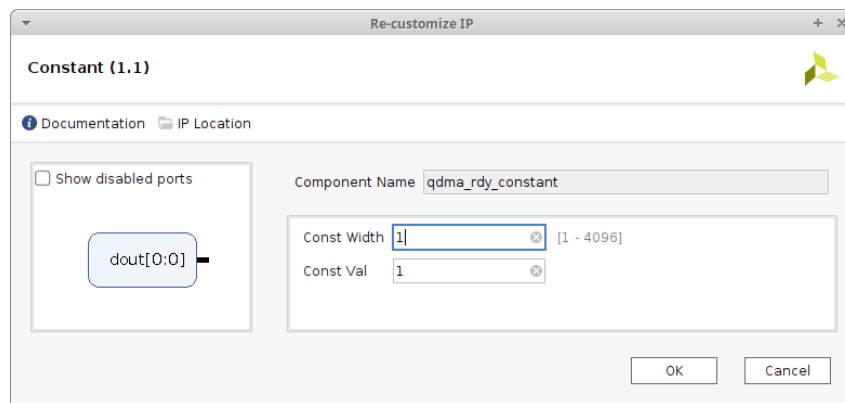 Re-customize IP
Constant (1.1)
Documentation IP Location
Show disabled ports
dout[0:0]
Component Name qdma_rdy_constant
Const Width 1 [1 - 4096]
Const Val 1
OK Cancel